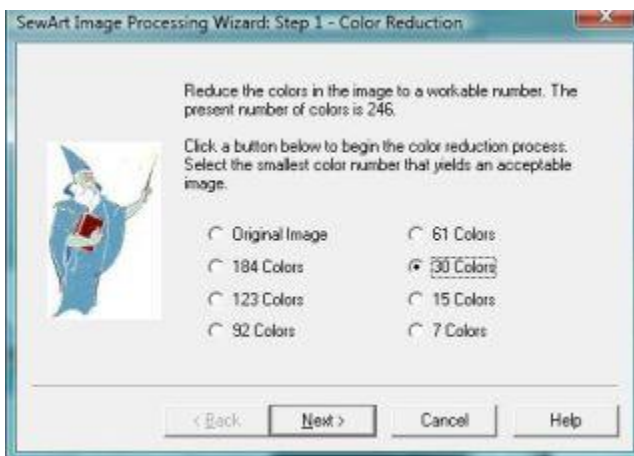 SewArt Image Processing Wizard: Step 1 - Color Reduction
Reduce the colors in the image to a workable number. The
present number of colors is 246.
Click a button below to begin the color reduction process.
Select the smallest color number that yields an acceptable
image.
Original Image
61 Colors
184 Colors
30 Colors
123 Colors
15 Colors
92 Colors
7 Colors
< Back
Next >
Cancel
Help